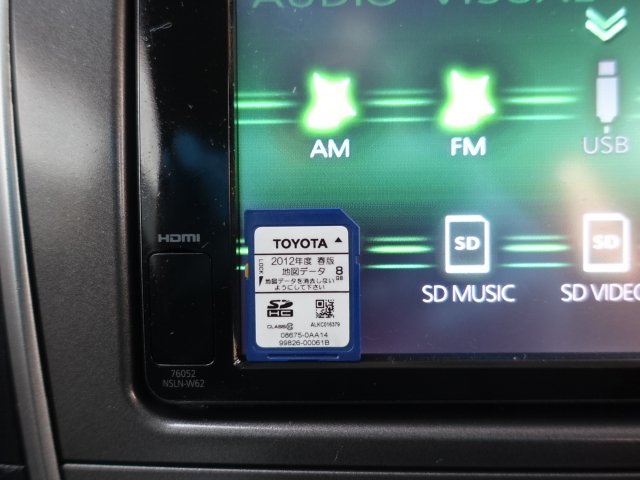 AUDIO VISUAL
AM
FM
USB
HDMI
SD
SD
SD MUSIC
SD VIDEO
TOYOTA ▲
2012年度 春版
地図データ
8
GB
LOCK
地図データを消去しない
ようにして下さい
SD
HC
CLASS
ALKC016379
08675-0AA14
99826-00061B
76052
NSLN-W62